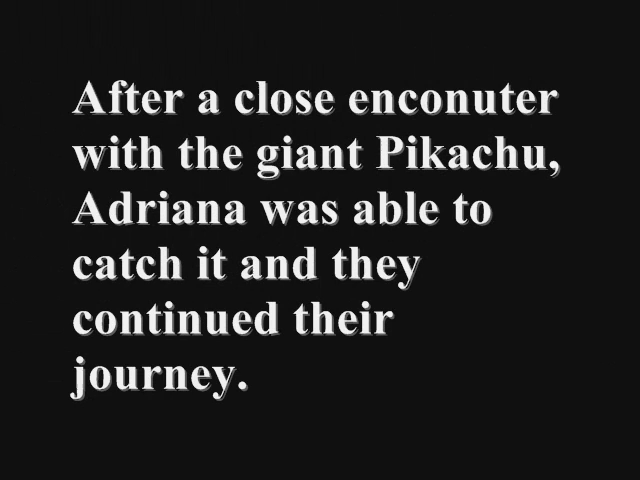 After a close enconuter
with the giant Pikachu,
Adriana was able to
catch it and they
continued their
journey.